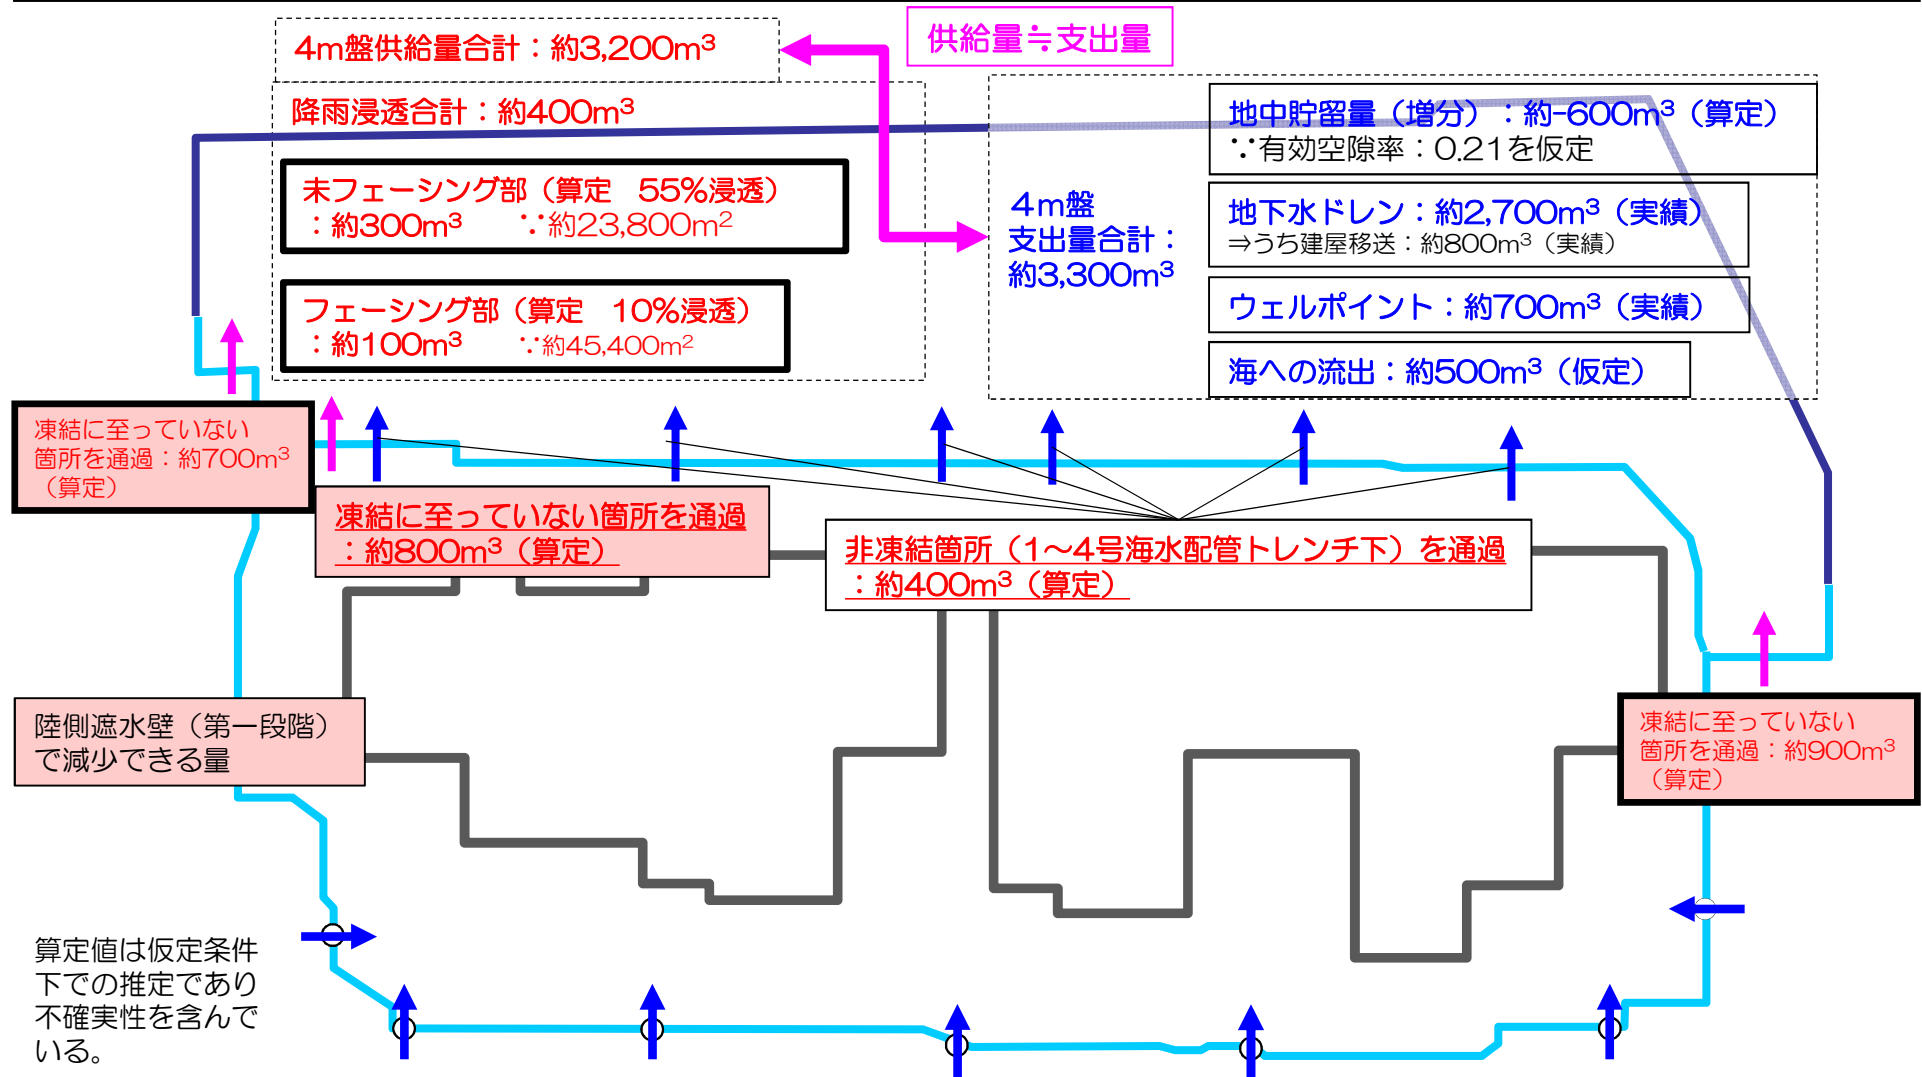 4m盤供給量合計：約3,200m³
供給量≒支出量
降雨浸透合計：約400m³
未フェーシング部（算定　55%浸透）
：約300m³　∵約23,800m²
フェーシング部（算定　10%浸透）
：約100m³　∵約45,400m²
4m盤
支出量合計：
約3,300m³
地中貯留量（増分）：約-600m³（算定）
∵有効空隙率：0.21を仮定
地下水ドレン：約2,700m³（実績）
⇒うち建屋移送：約800m³（実績）
ウェルポイント：約700m³（実績）
海への流出：約500m³（仮定）
凍結に至っていない
箇所を通過：約700m³
（算定）
凍結に至っていない箇所を通過
：約800m³（算定）
非凍結箇所（1～4号海水配管トレンチ下）を通過
：約400m³（算定）
陸側遮水壁（第一段階）
で減少できる量
凍結に至っていない
箇所を通過：約900m³
（算定）
算定値は仮定条件
下での推定であり
不確実性を含んで
いる。